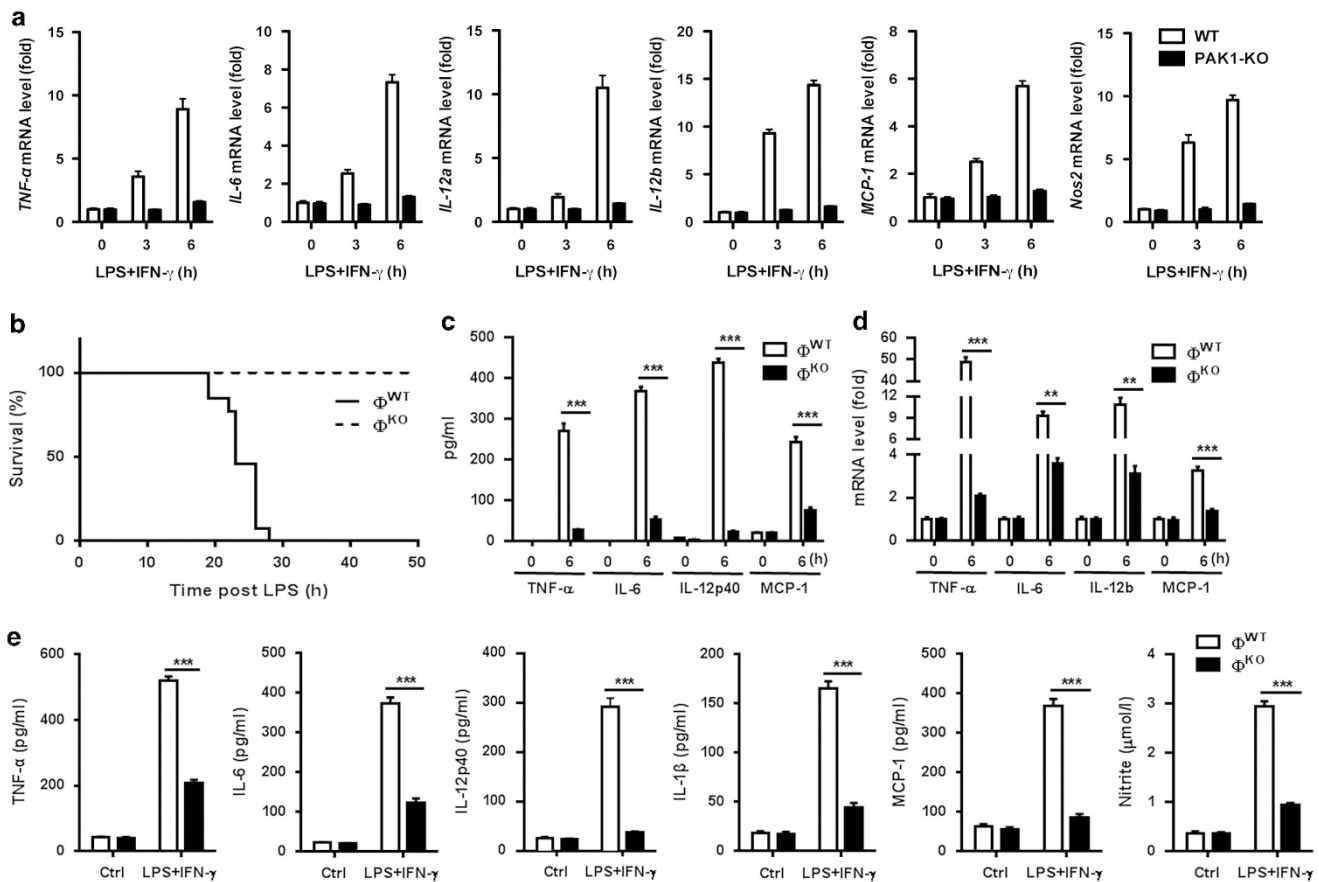 a
TNF-α mRNA level (fold)
15
10
5
0
0 3 6
LPS+IFN-γ (h)
IL-6 mRNA level (fold)
10
8
6
4
2
0
0 3 6
LPS+IFN-γ (h)
IL-12a mRNA level (fold)
15
10
5
0
0 3 6
LPS+IFN-γ (h)
IL-12b mRNA level (fold)
20
15
10
5
0
0 3 6
LPS+IFN-γ (h)
MCP-1 mRNA level (fold)
8
6
4
2
0
0 3 6
LPS+IFN-γ (h)
Nos2 mRNA level (fold)
15
10
5
0
0 3 6
LPS+IFN-γ (h)
WT
PAK1-KO
b
Survival (%)
100
50
0
0 10 20 30 40 50
Time post LPS (h)
ΦWT
ΦKO
c
pg/ml
500
400
300
200
100
0
*** *** *** ***
ΦWT
ΦKO
0 6 0 6 0 6 0 6 (h)
TNF-α IL-6 IL-12p40 MCP-1
d
mRNA level (fold)
60
50
40
30
12
9
6
4
2
0
*** ** ** ***
ΦWT
ΦKO
0 6 0 6 0 6 0 6 (h)
TNF-α IL-6 IL-12b MCP-1
e
TNF-α (pg/ml)
600
400
200
0
***
Ctrl LPS+IFN-γ
IL-6 (pg/ml)
500
400
300
200
100
0
***
Ctrl LPS+IFN-γ
IL-12p40 (pg/ml)
400
300
200
100
0
***
Ctrl LPS+IFN-γ
IL-1β (pg/ml)
200
150
100
50
0
***
Ctrl LPS+IFN-γ
MCP-1 (pg/ml)
500
400
300
200
100
0
***
Ctrl LPS+IFN-γ
Nitrite (μmol/l)
4
3
2
1
0
***
Ctrl LPS+IFN-γ
ΦWT
ΦKO